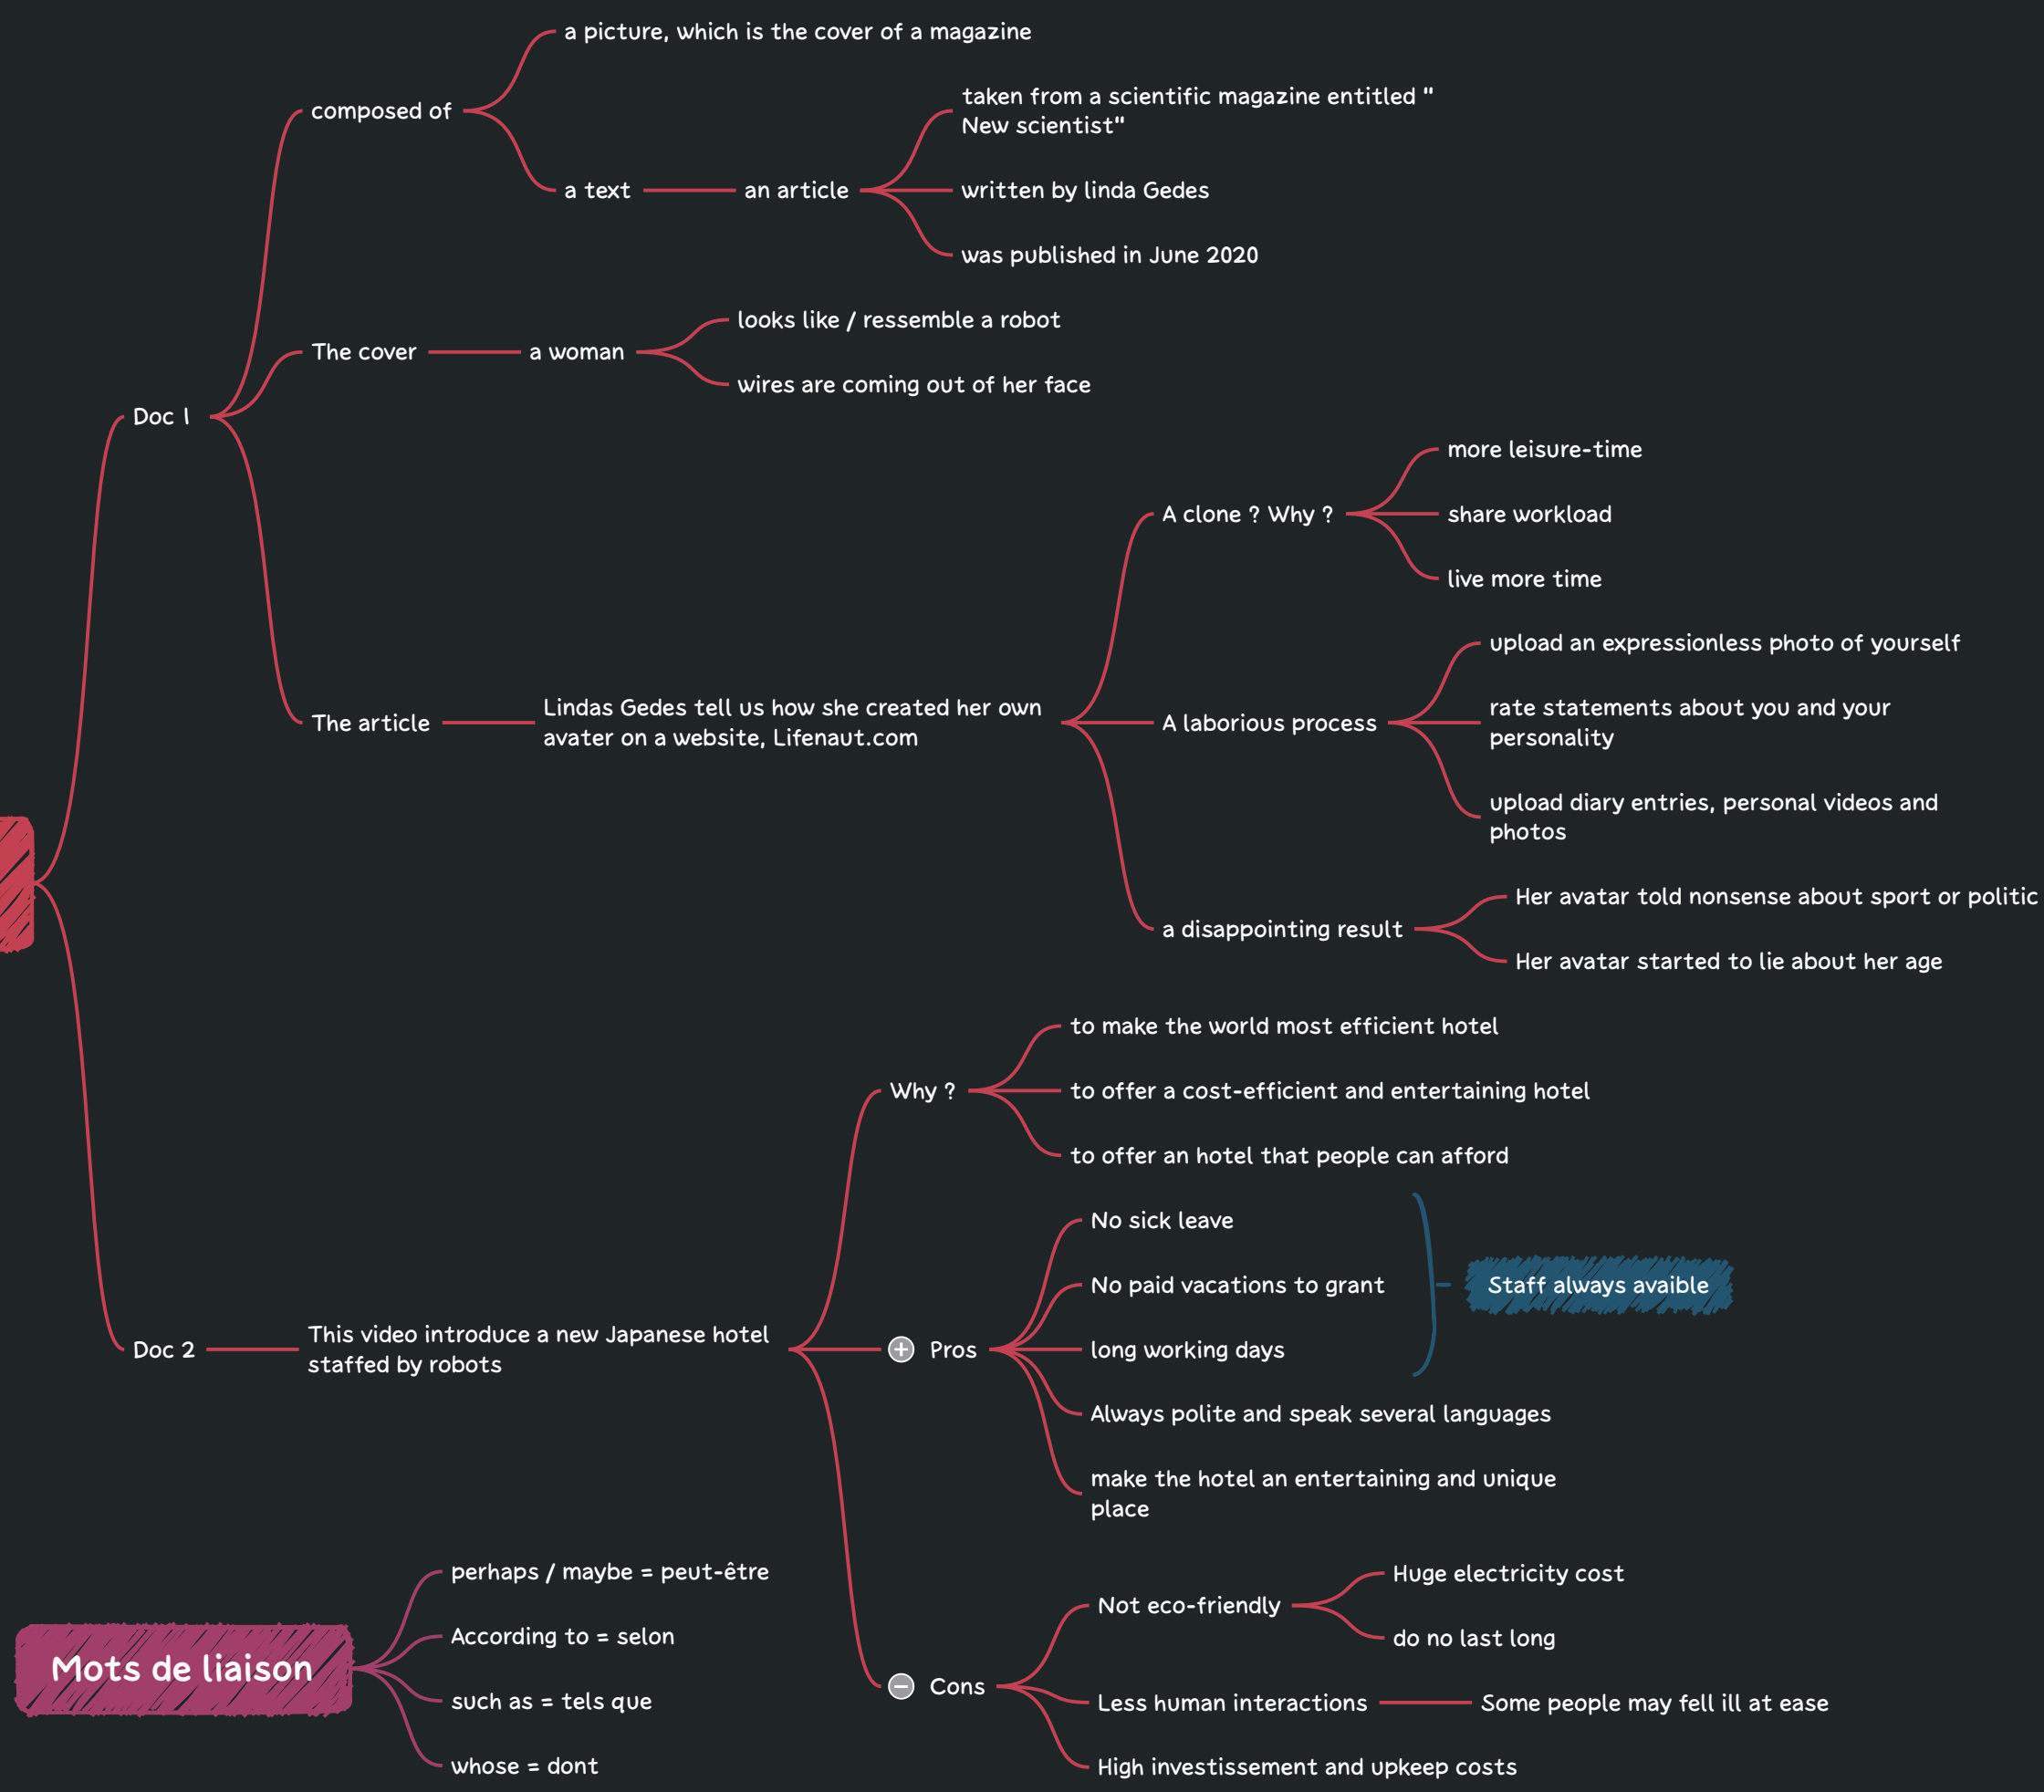 a picture, which is the cover of a magazine
composed of
taken from a scientific magazine entitled "
New scientist"
a text
an article
written by linda Gedes
was published in June 2020
looks like / ressemble a robot
The cover
a woman
wires are coming out of her face
Doc 1
more leisure-time
A clone ? Why ?
share workload
live more time
upload an expressionless photo of yourself
The article
Lindas Gedes tell us how she created her own
avater on a website, Lifenaut.com
A laborious process
rate statements about you and your
personality
upload diary entries, personal videos and
photos
Her avatar told nonsense about sport or politic
a disappointing result
Her avatar started to lie about her age
to make the world most efficient hotel
Why ?
to offer a cost-efficient and entertaining hotel
to offer an hotel that people can afford
No sick leave
No paid vacations to grant
Staff always avaible
Doc 2
This video introduce a new Japanese hotel
staffed by robots
Pros
long working days
Always polite and speak several languages
make the hotel an entertaining and unique
place
Huge electricity cost
Not eco-friendly
do no last long
Cons
Less human interactions
Some people may fell ill at ease
High investissement and upkeep costs
Mots de liaison
perhaps / maybe = peut-être
According to = selon
such as = tels que
whose = dont